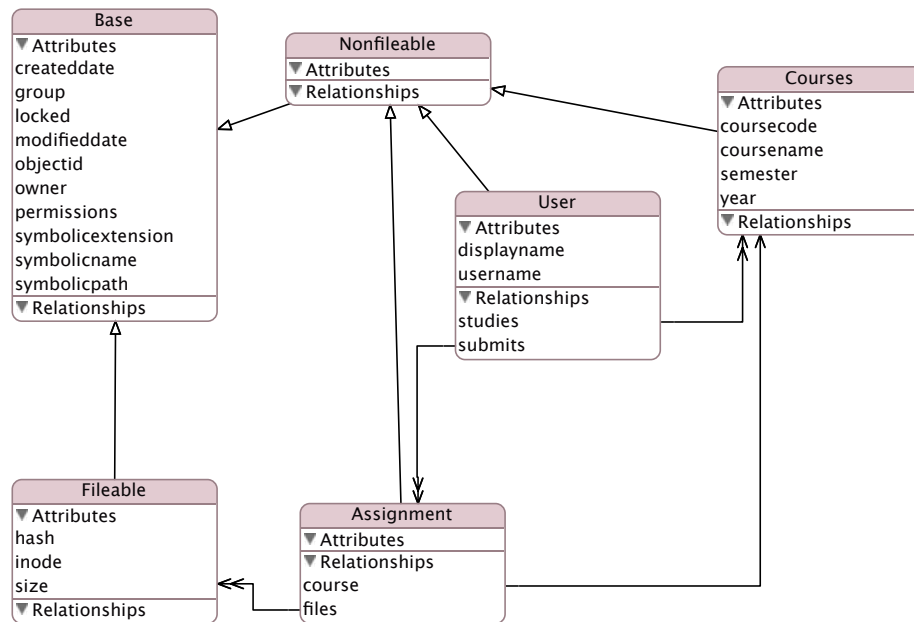 Base
Attributes
createddate
group
locked
modifieddate
objectid
owner
permissions
symbolicextension
symbolicname
symbolicpath
Relationships
Nonfileable
Attributes
Relationships
Courses
Attributes
coursecode
coursename
semester
year
Relationships
User
Attributes
displayname
username
Relationships
studies
submits
Fileable
Attributes
hash
inode
size
Relationships
Assignment
Attributes
Relationships
course
files